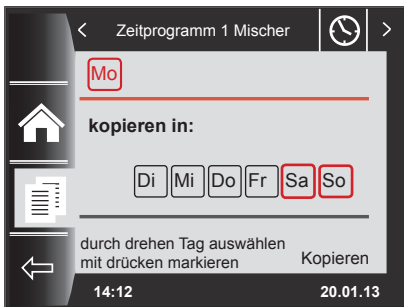 Zeitprogramm 1 Mischer
Mo
kopieren in:
Di Mi Do Fr Sa So
durch drehen Tag auswählen
mit drücken markieren Kopieren
14:12 20.01.13